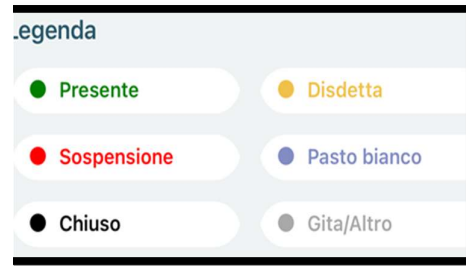 Legenda
Presente
Disdetta
Sospensione
Pasto bianco
Chiuso
Gita/Altro